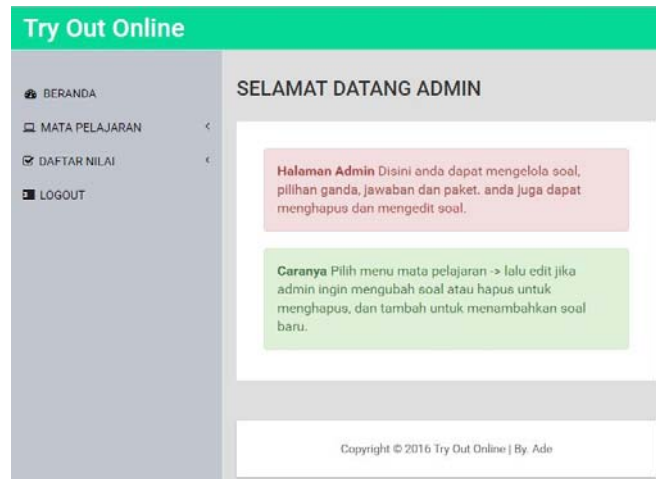 Try Out Online
BERANDA
MATA PELAJARAN
DAFTAR NILAI
LOGOUT
SELAMAT DATANG ADMIN
Halaman Admin Disini anda dapat mengelola soal,
pilihan ganda, jawaban dan paket. anda juga dapat
menghapus dan mengedit soal.
Caranya Pilih menu mata pelajaran -> lalu edit jika
admin ingin mengubah soal atau hapus untuk
menghapus, dan tambah untuk menambahkan soal
baru.
Copyright © 2016 Try Out Online | By. Ade